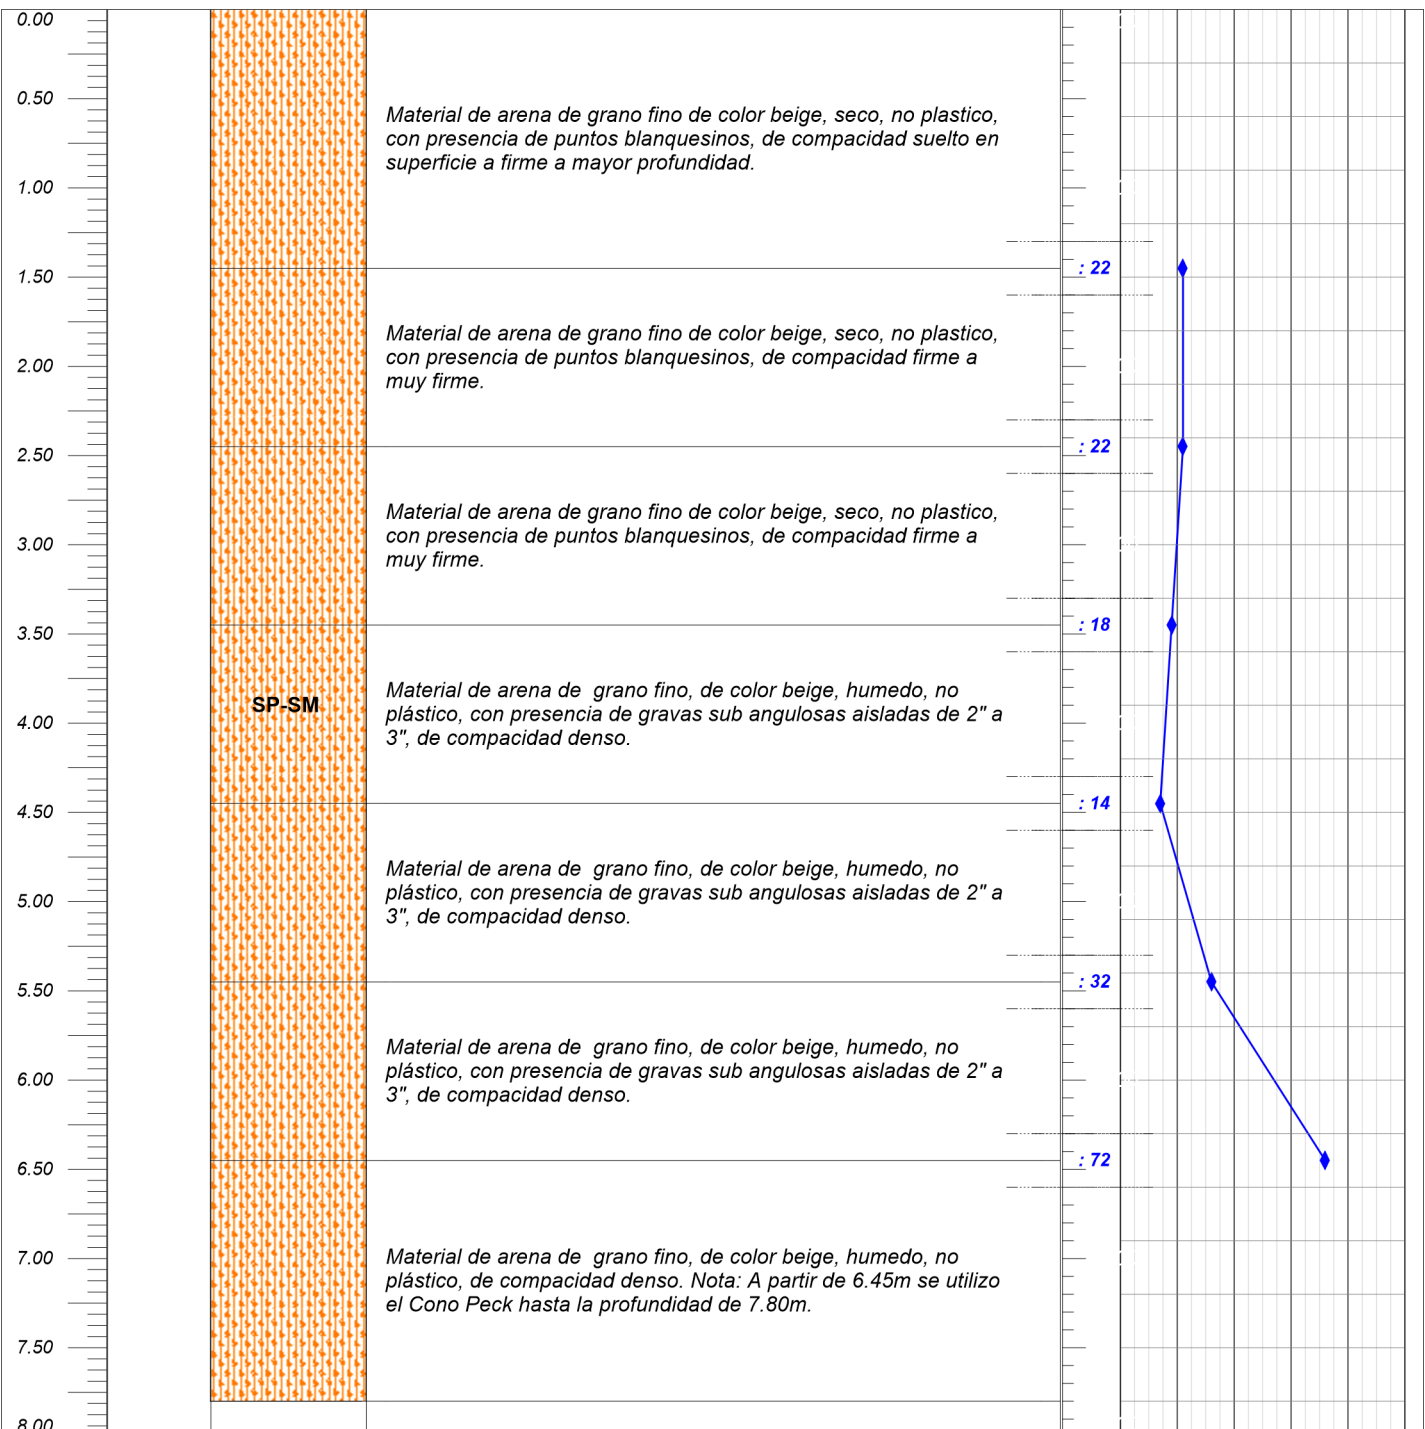 0.00
0.50
Material de arena de grano fino de color beige, seco, no plastico,
con presencia de puntos blanquesinos, de compacidad suelto en
superficie a firme a mayor profundidad.
1.00
: 22
1.50
Material de arena de grano fino de color beige, seco, no plastico,
con presencia de puntos blanquesinos, de compacidad firme a
muy firme.
2.00
: 22
2.50
Material de arena de grano fino de color beige, seco, no plastico,
con presencia de puntos blanquesinos, de compacidad firme a
muy firme.
3.00
: 18
3.50
SP-SM
Material de arena de  grano fino, de color beige, humedo, no
plástico, con presencia de gravas sub angulosas aisladas de 2" a
3", de compacidad denso.
4.00
: 14
4.50
Material de arena de  grano fino, de color beige, humedo, no
plástico, con presencia de gravas sub angulosas aisladas de 2" a
3", de compacidad denso.
5.00
: 32
5.50
Material de arena de  grano fino, de color beige, humedo, no
plástico, con presencia de gravas sub angulosas aisladas de 2" a
3", de compacidad denso.
6.00
: 72
6.50
Material de arena de  grano fino, de color beige, humedo, no
plástico, de compacidad denso. Nota: A partir de 6.45m se utilizo
el Cono Peck hasta la profundidad de 7.80m.
7.00
7.50
8.00